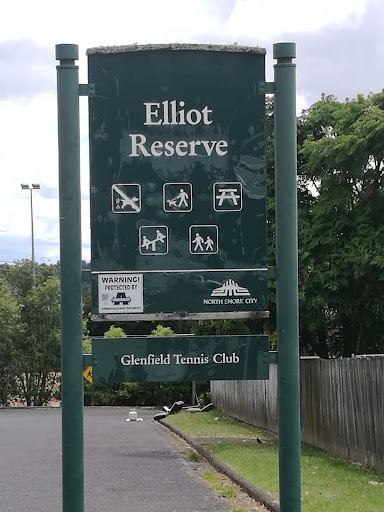 Elliot
Reserve
WARNING!
PROTECTED BY
NORTH SHORE CITY
Glenfield Tennis Club